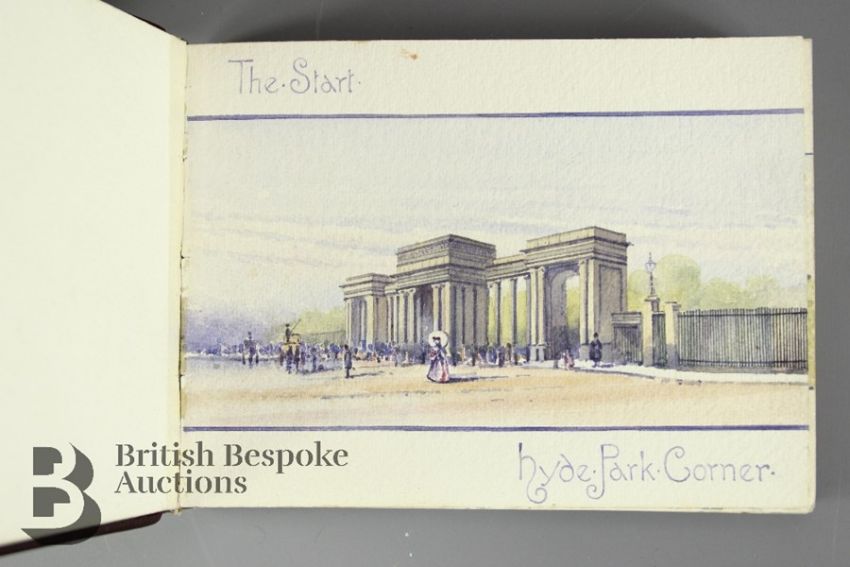 The·Start·
Hyde·Park·Corner·
British Bespoke
Auctions
B